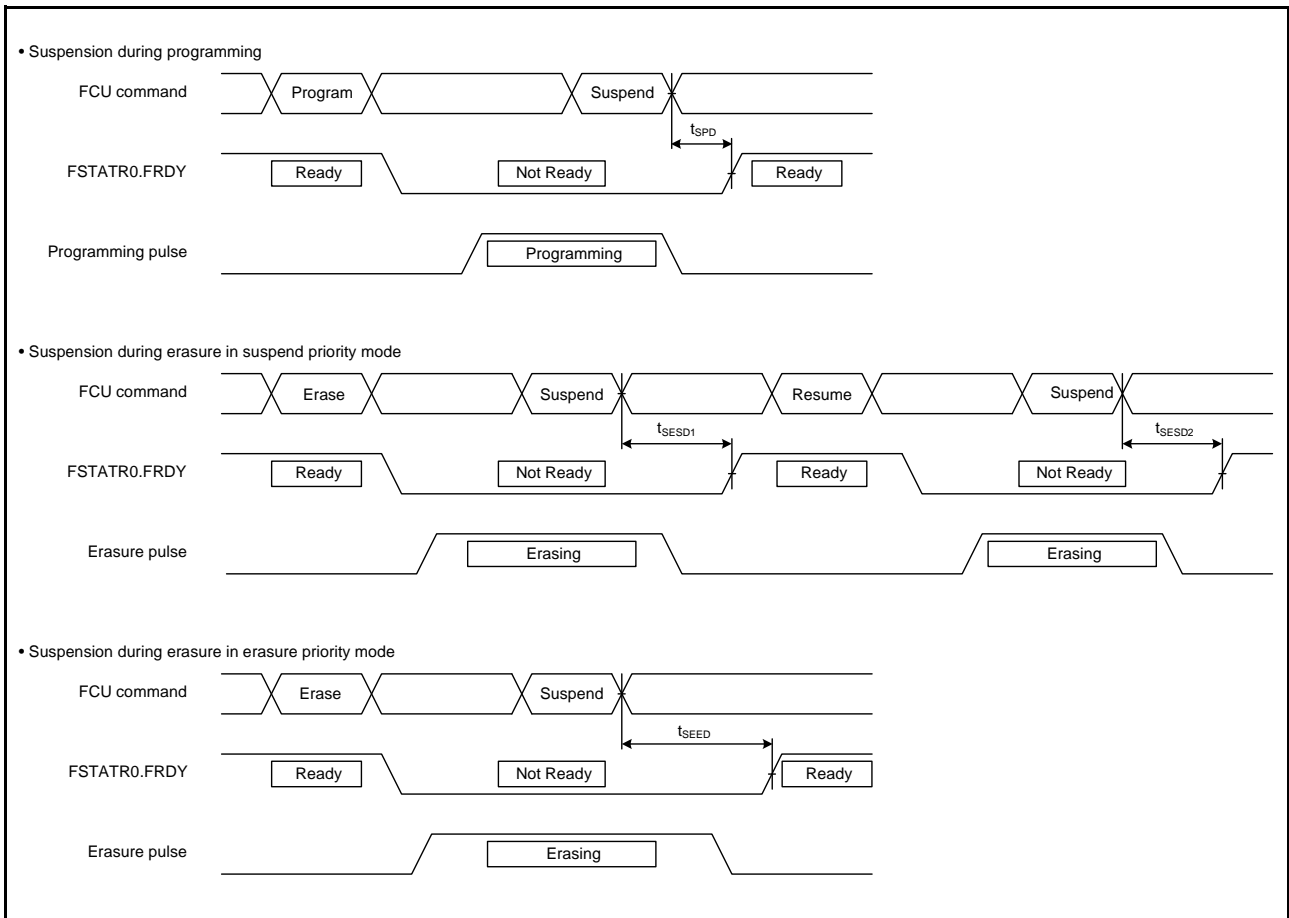 • Suspension during programming
FCU command Program Suspend
tSPD
FSTATR0.FRDY Ready Not Ready Ready
Programming pulse Programming
• Suspension during erasure in suspend priority mode
FCU command Erase Suspend Resume Suspend
tSESD1 tSESD2
FSTATR0.FRDY Ready Not Ready Ready Not Ready
Erasure pulse Erasing Erasing
• Suspension during erasure in erasure priority mode
FCU command Erase Suspend
tSEED
FSTATR0.FRDY Ready Not Ready Ready
Erasure pulse Erasing